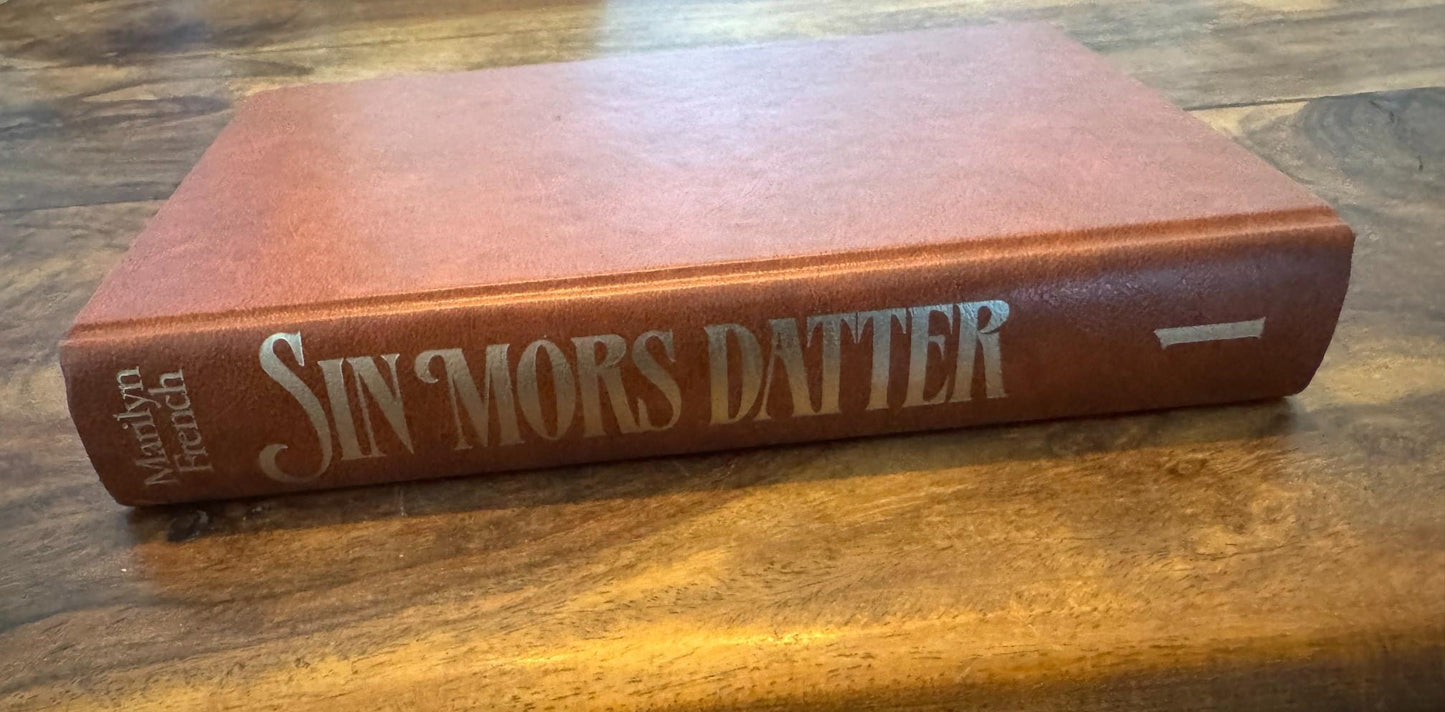 Marilyn
French
SIN MORS DATTER
1